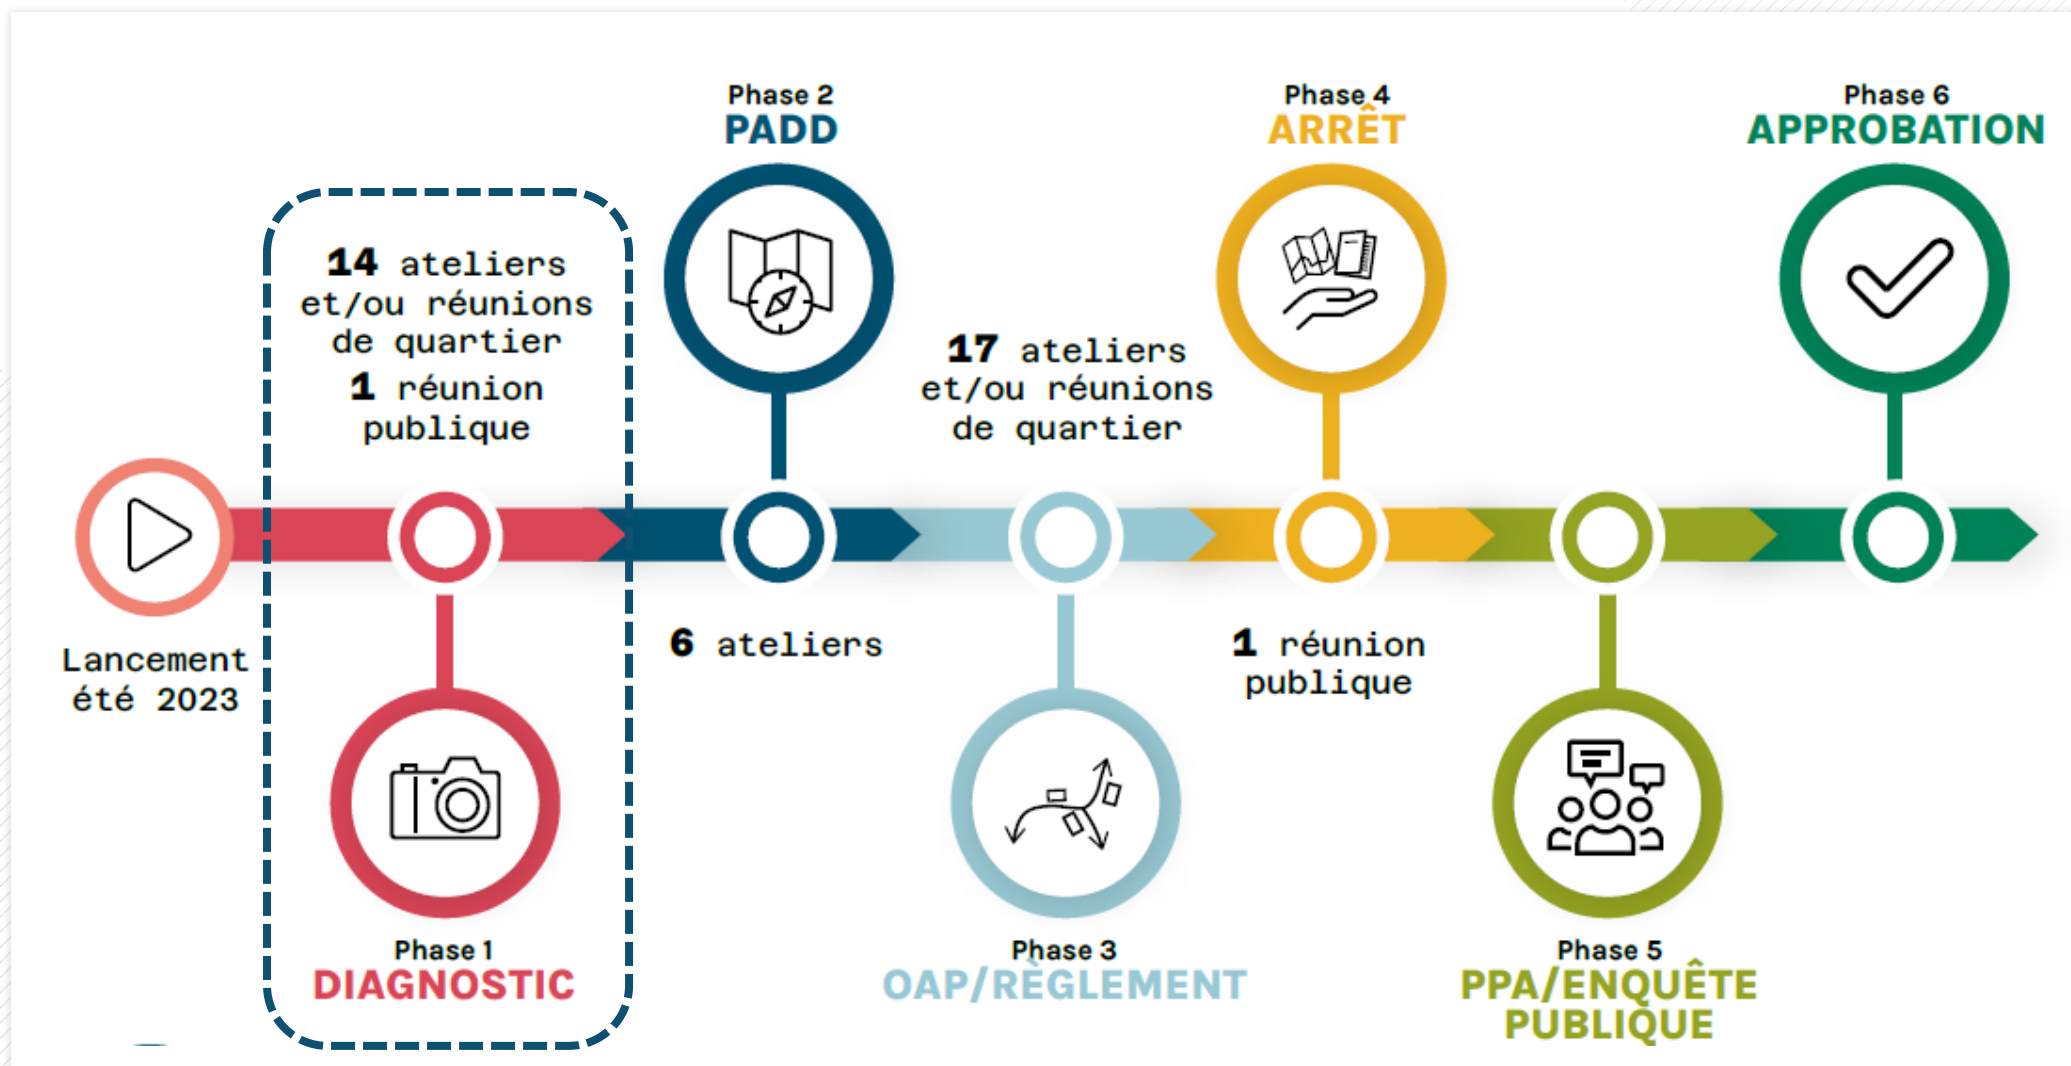 Phase 2
PADD
Phase 4
ARRÊT
Phase 6
APPROBATION
14 ateliers
et/ou réunions
de quartier
1 réunion
publique
17 ateliers
et/ou réunions
de quartier
Lancement
été 2023
6 ateliers
1 réunion
publique
Phase 1
DIAGNOSTIC
Phase 3
OAP/RÈGLEMENT
Phase 5
PPA/ENQUÊTE
PUBLIQUE